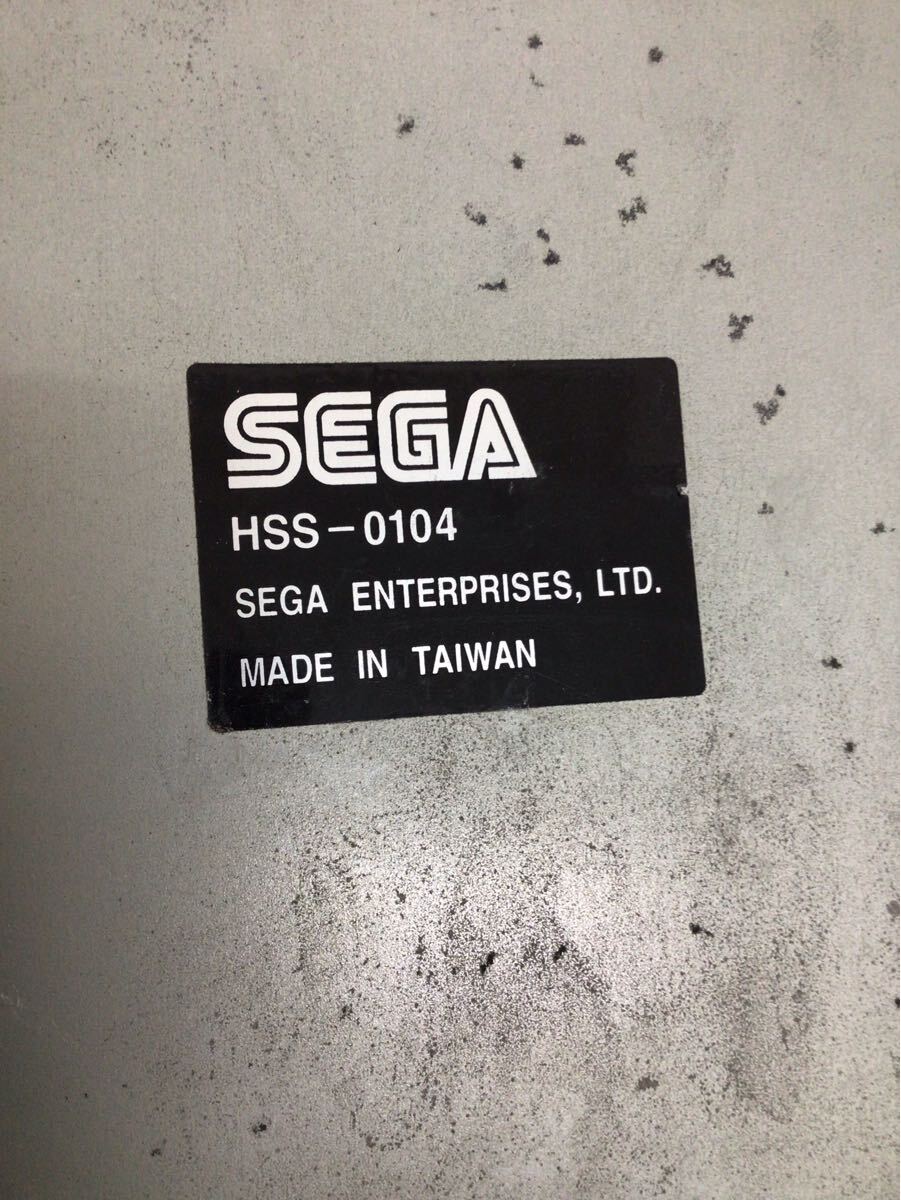 SEGA
HSS-0104
SEGA ENTERPRISES, LTD.
MADE IN TAIWAN